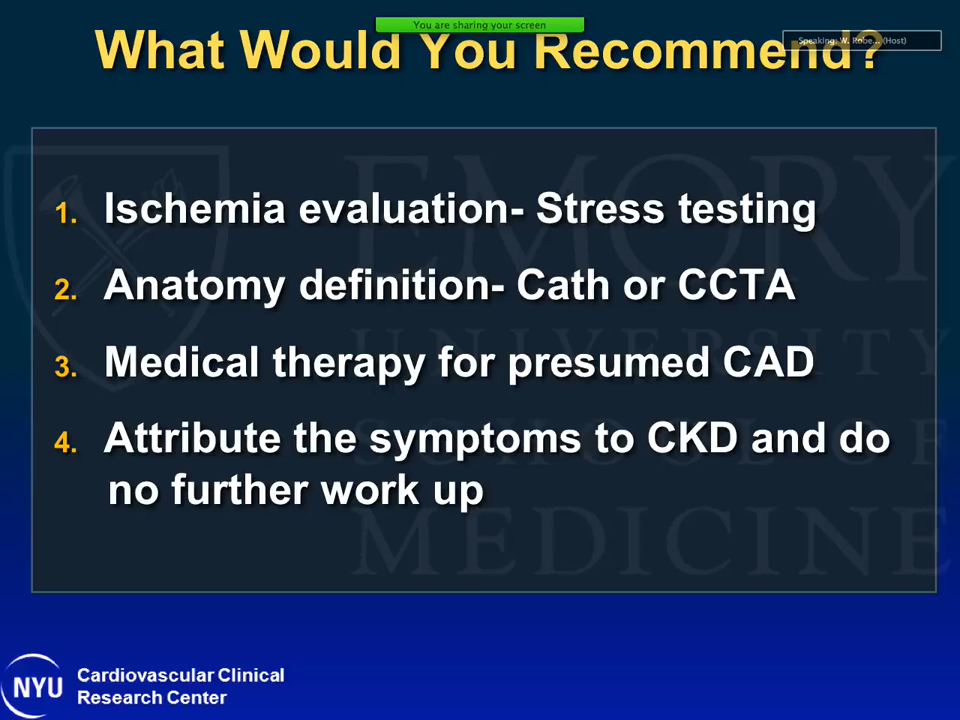 You are sharing your screen
Speaking: W. Robe... (Host)
What Would You Recommend?
1. Ischemia evaluation- Stress testing
2. Anatomy definition- Cath or CCTA
3. Medical therapy for presumed CAD
4. Attribute the symptoms to CKD and do
no further work up
EMORY
UNIVERSITY
SCHOOL OF
MEDICINE
NYU
Cardiovascular Clinical
Research Center